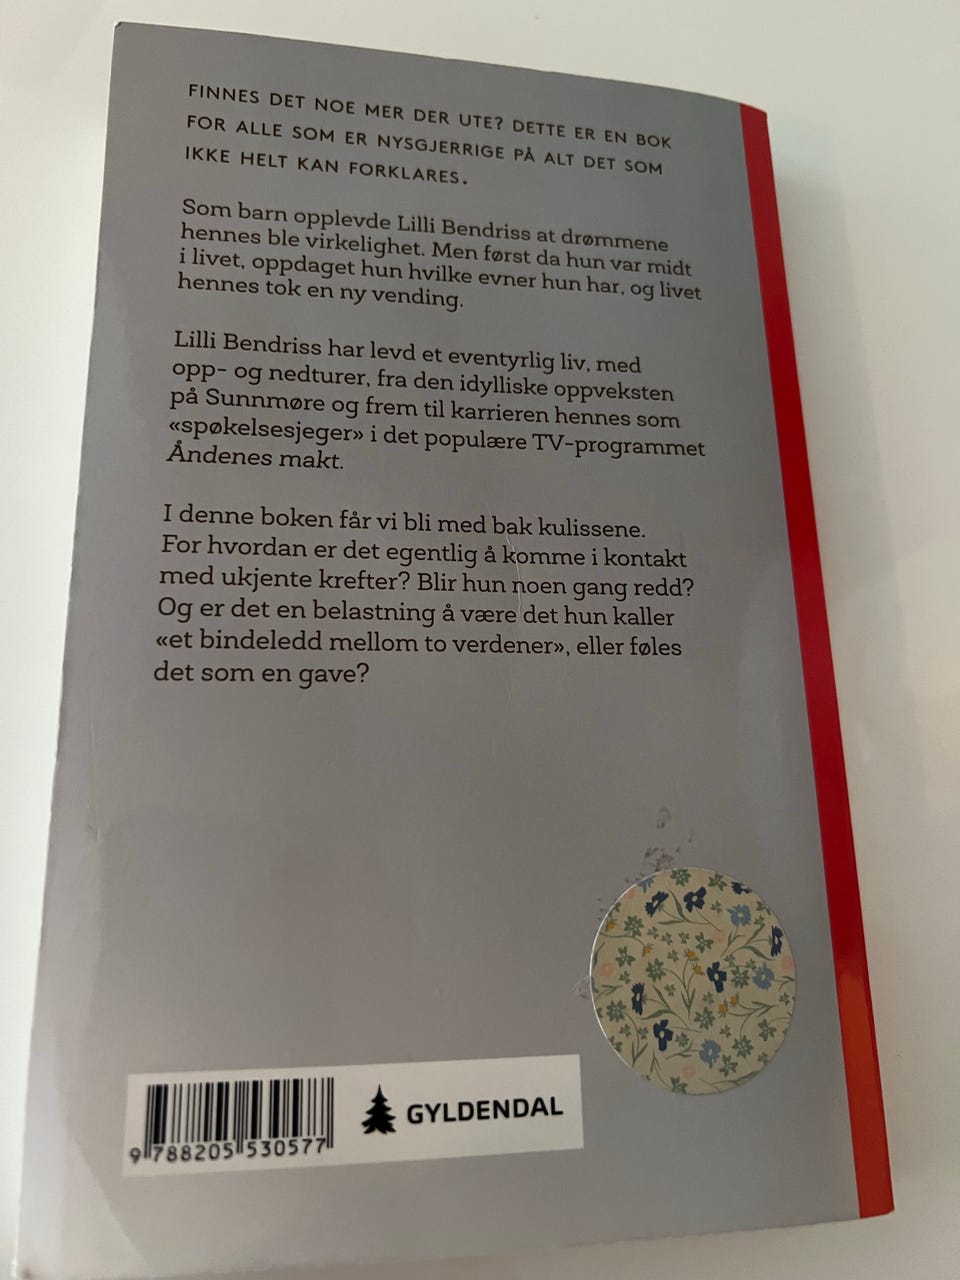 FINNES DET NOE MER DER UTE? DETTE ER EN BOK
FOR ALLE SOM ER NYSGJERRIGE PÅ ALT DET SOM
IKKE HELT KAN FORKLARES.
Som barn opplevde Lilli Bendriss at drømmene
hennes ble virkelighet. Men først da hun var midt
i livet, oppdaget hun hvilke evner hun har, og livet
hennes tok en ny vending.
Lilli Bendriss har levd et eventyrlig liv, med
opp- og nedturer, fra den idylliske oppveksten
på Sunnmøre og frem til karrieren hennes som
«spøkelsesjeger» i det populære TV-programmet
Åndenes makt.
I denne boken får vi bli med bak kulissene.
For hvordan er det egentlig å komme i kontakt
med ukjente krefter? Blir hun noen gang redd?
Og er det en belastning å være det hun kaller
«et bindeledd mellom to verdener», eller føles
det som en gave?
GYLDENDAL
9 788205 530577